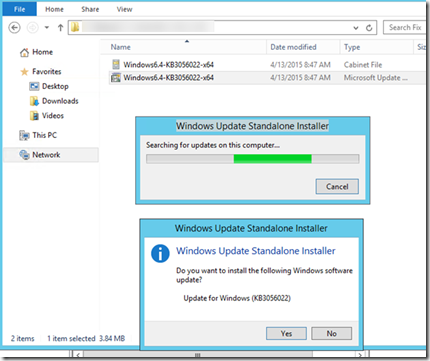 File Home Share View
Search Fix
Home
Favorites
Desktop
Downloads
Videos
This PC
Network
Name Date modified Type
Windows6.4-KB3056022-x64 4/13/2015 8:47 AM Cabinet File
Windows6.4-KB3056022-x64 4/13/2015 8:47 AM Microsoft Update ...
Windows Update Standalone Installer
Searching for updates on this computer...
Cancel
Windows Update Standalone Installer
Windows Update Standalone Installer
Do you want to install the following Windows software
update?
Update for Windows (KB3056022)
Yes No
2 items 1 item selected 3.84 MB